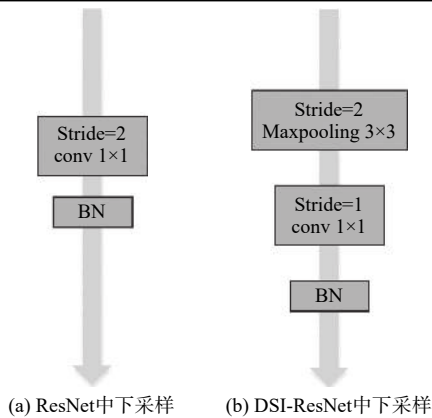 Stride=2
conv 1×1
BN
(a) ResNet中下采样
Stride=2
Maxpooling 3×3
Stride=1
conv 1×1
BN
(b) DSI-ResNet中下采样